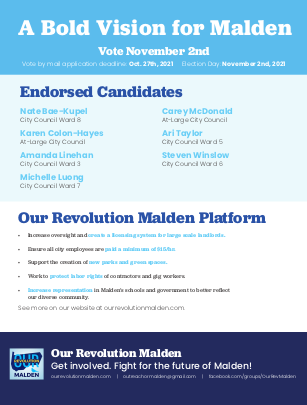 A Bold Vision for Malden
Vote November 2nd
Vote by mail application deadline: Oct. 27th, 2021 Election Day: November 2nd, 2021
Endorsed Candidates
Nate Bae-Kupel
City Council Ward 8
Carey McDonald
At-Large City Council
Karen Colon-Hayes
At-Large City Council
Ari Taylor
City Council Ward 5
Amanda Linehan
City Council Ward 3
Steven Winslow
City Council Ward 6
Michelle Luong
City Council Ward 7
Our Revolution Malden Platform
• Increase oversight and create a licensing system for large scale landlords.
• Ensure all city employees are paid a minimum of $15/hr.
• Support the creation of new parks and green spaces.
• Work to protect labor rights of contractors and gig workers.
• Increase representation in Malden's schools and government to better reflect
our diverse community.
See more on our website at ourrevolutionmalden.com.
OUR
REVOLUTION
MALDEN
Our Revolution Malden
Get involved. Fight for the future of Malden!
ourrevolutionmalden.com | outreachormalden@gmail.com | facebook.com/groups/OurRevMalden